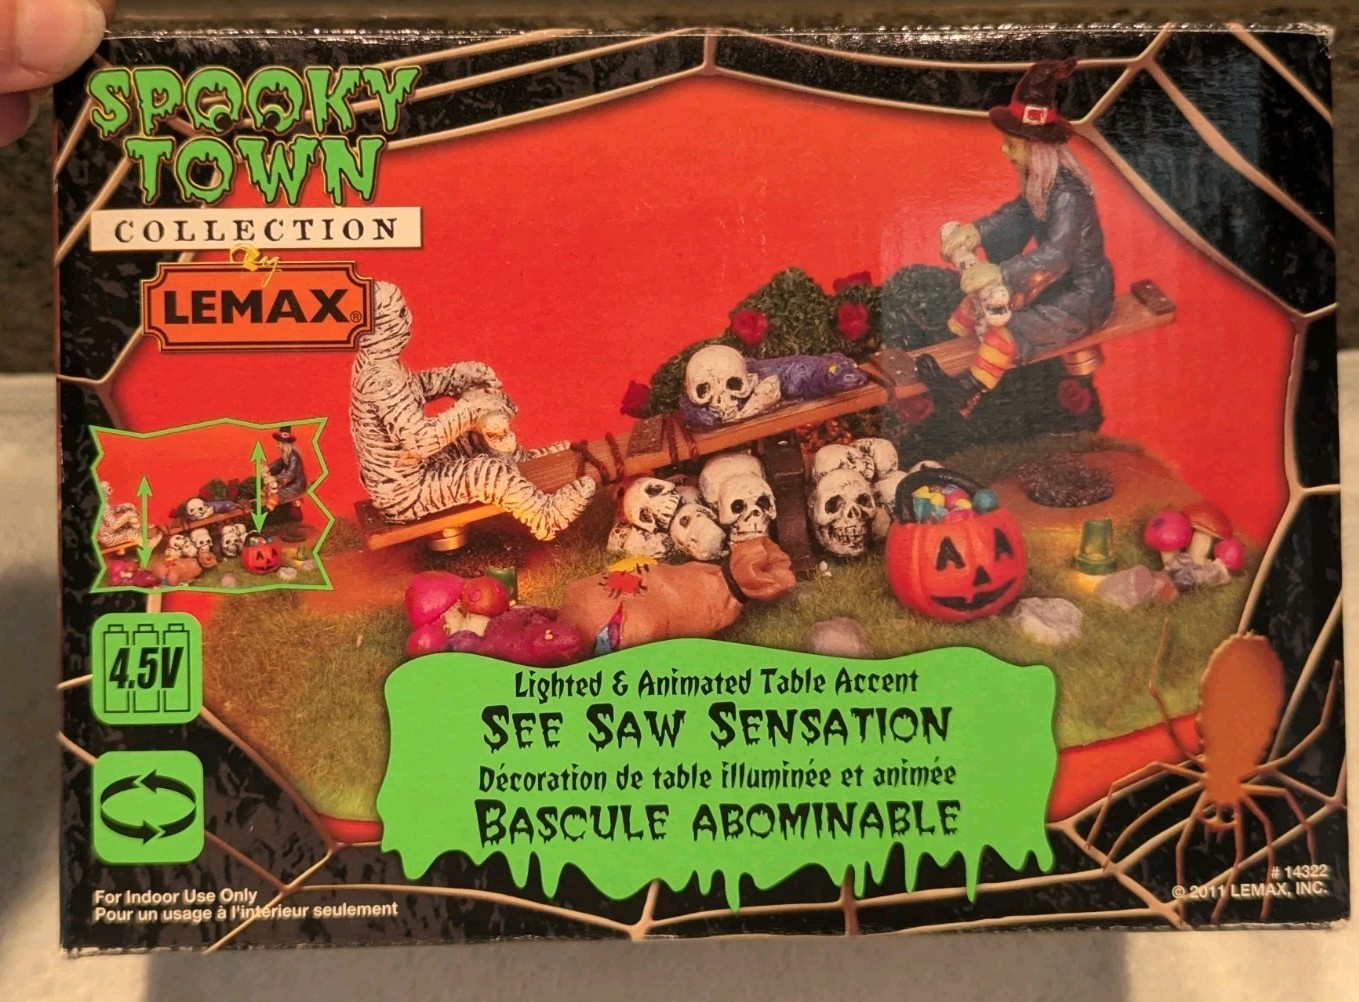 SPOOKY
TOWN
COLLECTION
By
LEMAX®
4.5V
Lighted & Animated Table Accent
SEE SAW SENSATION
Décoration de table illuminée et animée
BASCULE ABOMINABLE
For Indoor Use Only
Pour un usage à l'intérieur seulement
# 14322
© 2011 LEMAX, INC.